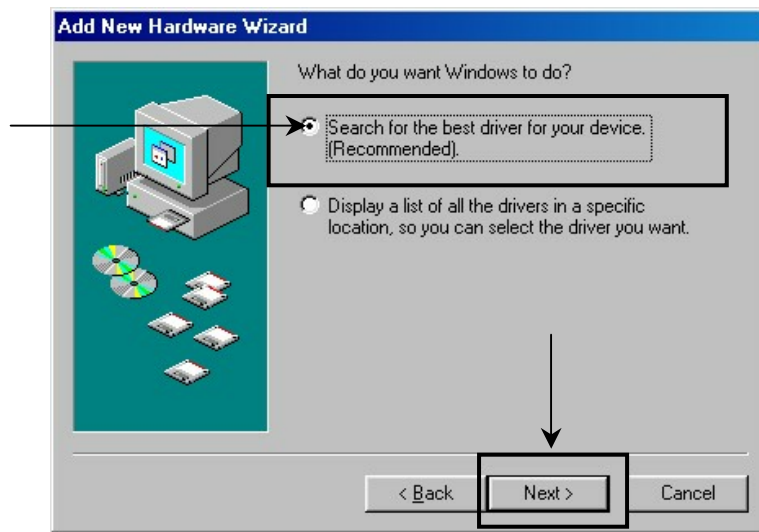 Add New Hardware Wizard
What do you want Windows to do?
Search for the best driver for your device.
(Recommended).
Display a list of all the drivers in a specific
location, so you can select the driver you want.
< Back Next > Cancel